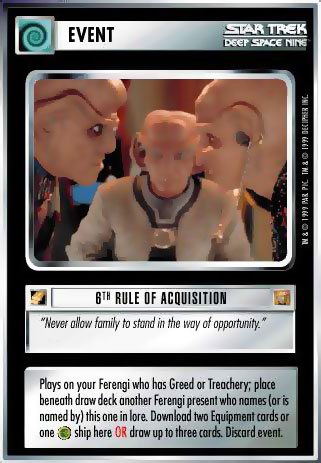 EVENT
STAR TREK
DEEP SPACE NINE
TM & © 1999 PAR. PIC. TM & © 1999 DECIPHER INC.
6TH RULE OF ACQUISITION
"Never allow family to stand in the way of opportunity."
Plays on your Ferengi who has Greed or Treachery; place
beneath draw deck another Ferengi present who names (or is
named by) this one in lore. Download two Equipment cards or
one ship here OR draw up to three cards. Discard event.